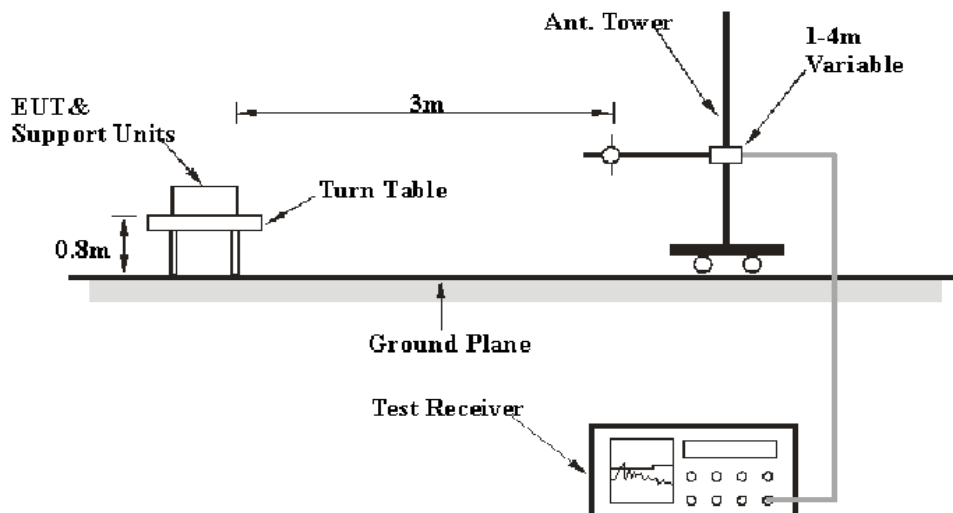 Ant. Tower
1-4m
Variable
3m
EUT&
Support Units
Turn Table
0.8m
Ground Plane
Test Receiver